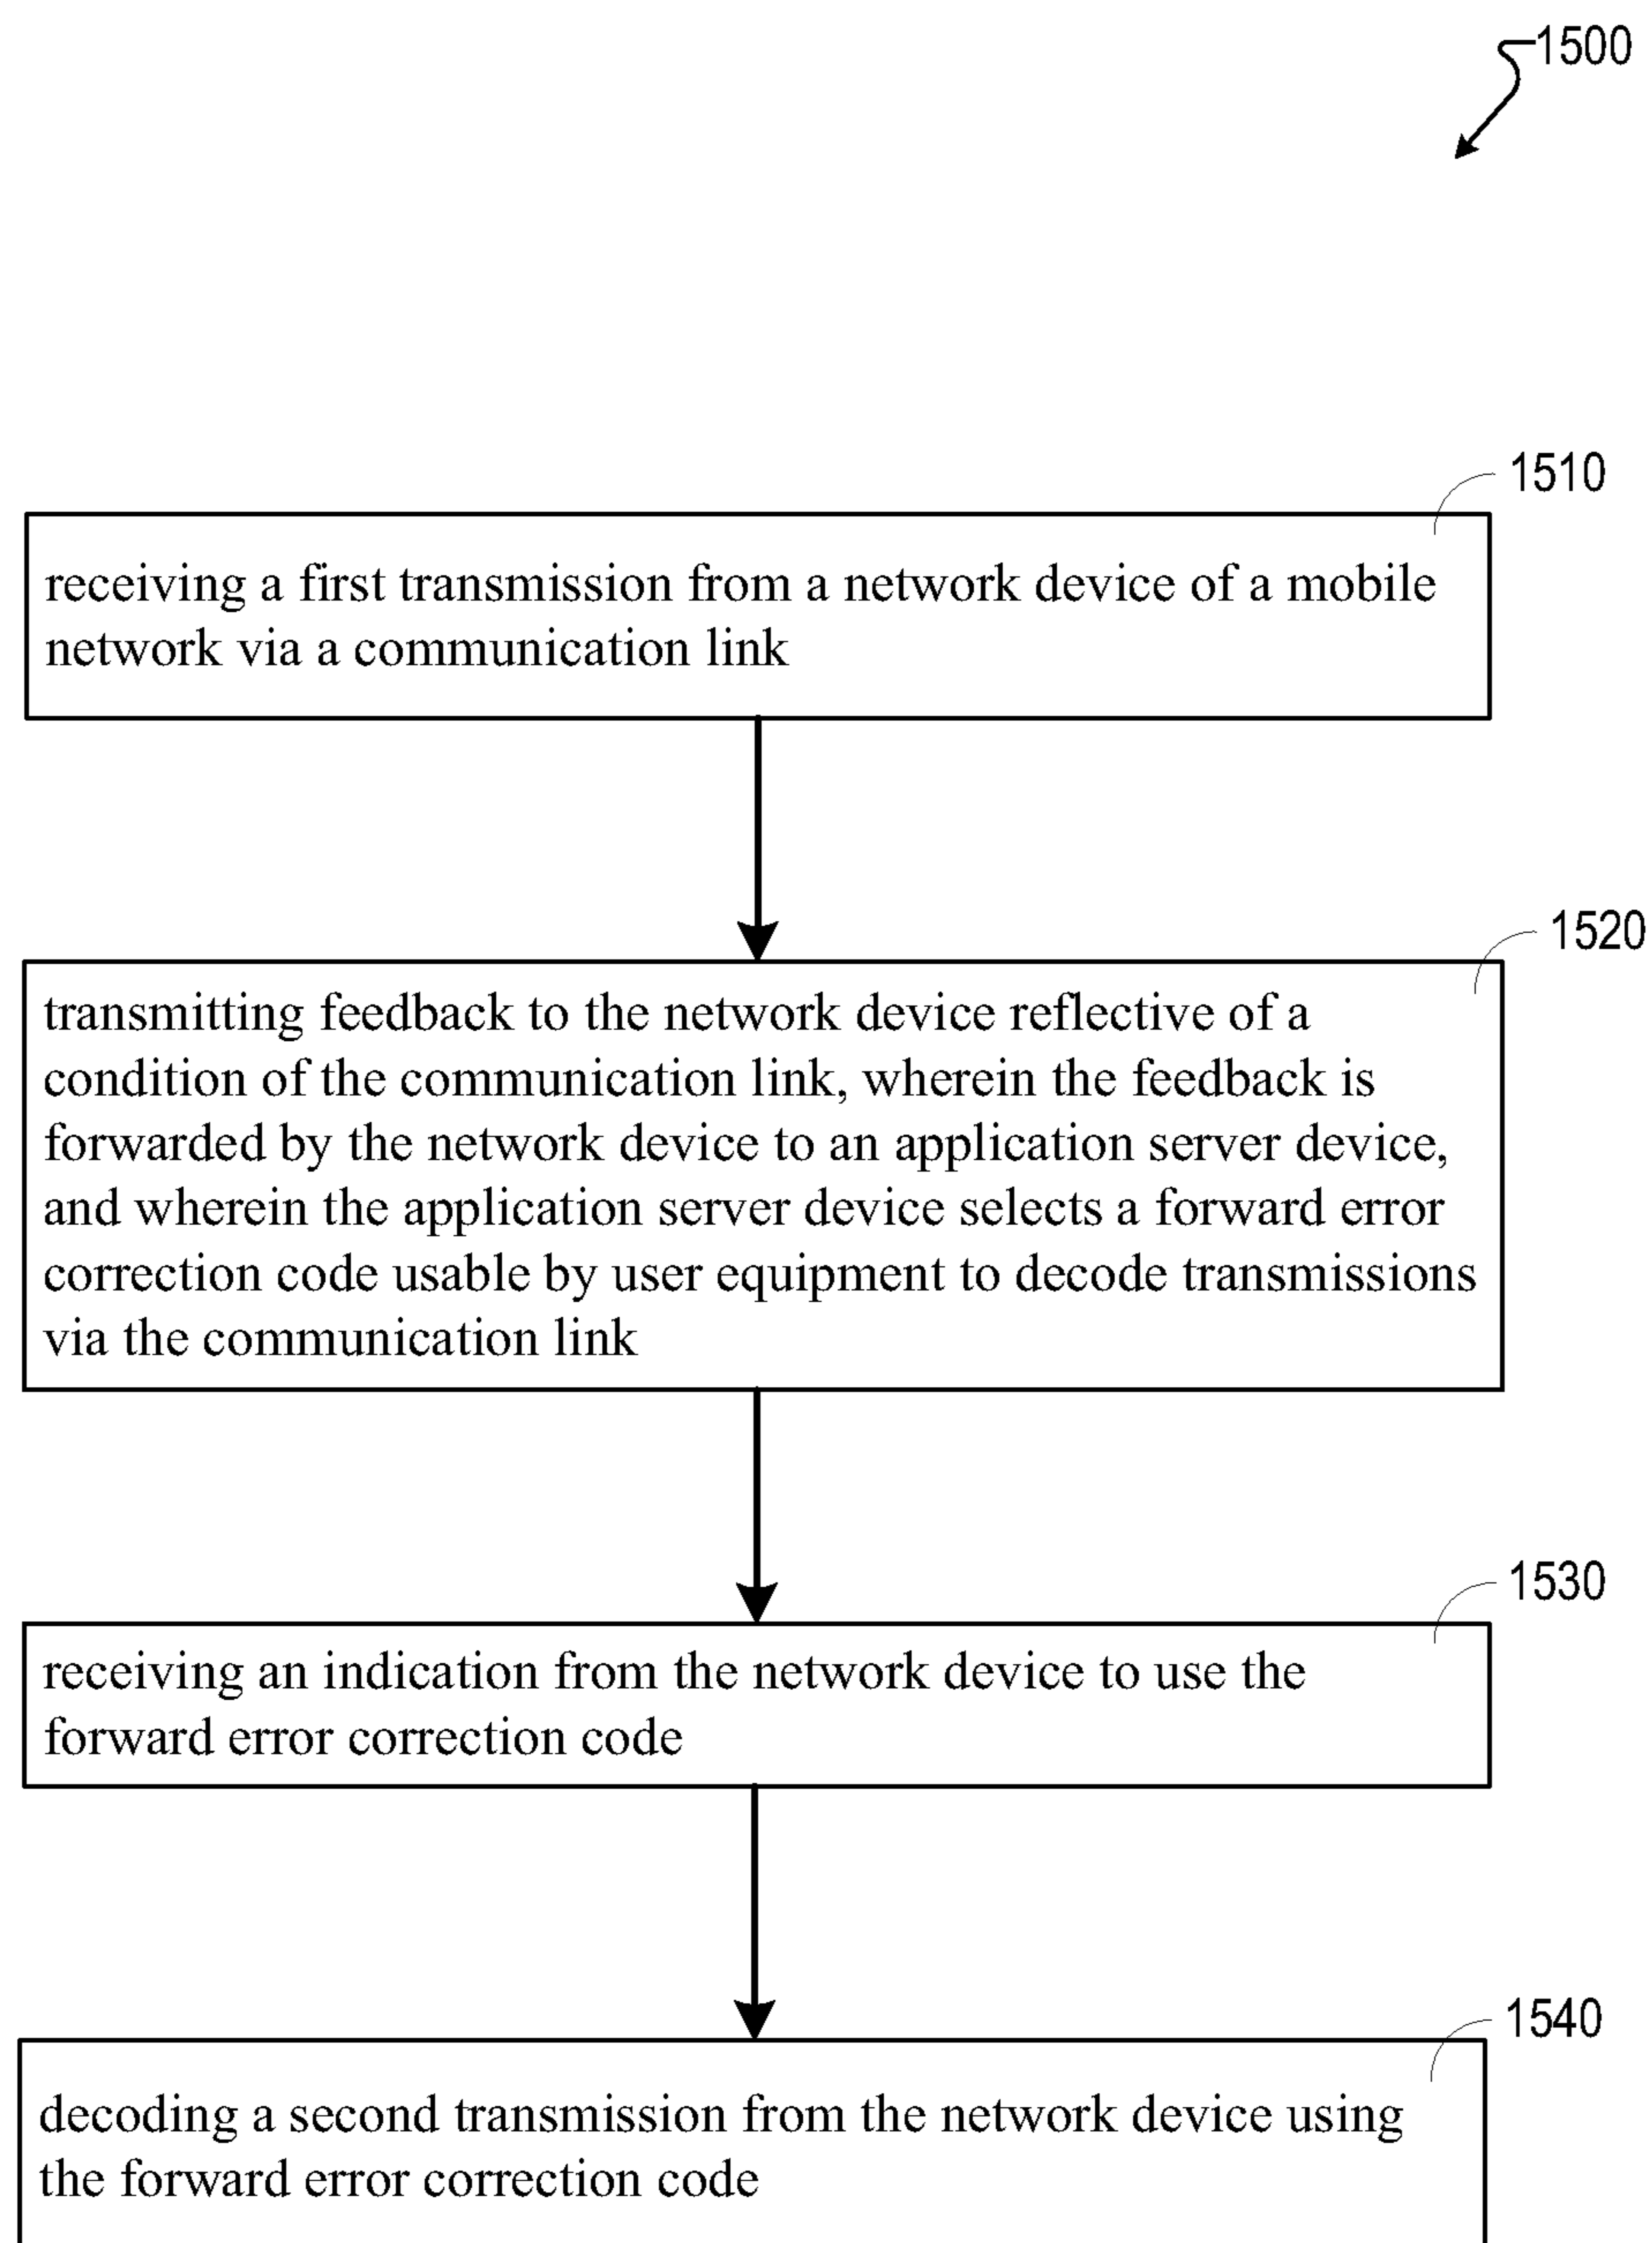 1500
1510
receiving a first transmission from a network device of a mobile
network via a communication link
1520
transmitting feedback to the network device reflective of a
condition of the communication link, wherein the feedback is
forwarded by the network device to an application server device,
and wherein the application server device selects a forward error
correction code usable by user equipment to decode transmissions
via the communication link
1530
receiving an indication from the network device to use the
forward error correction code
1540
decoding a second transmission from the network device using
the forward error correction code